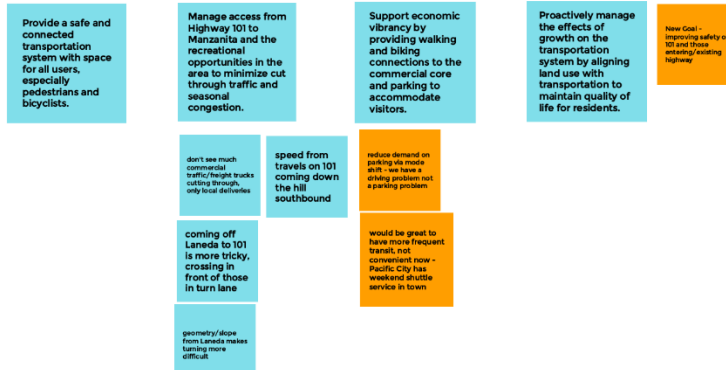 Provide a safe and
connected
transportation
system with space
for all users,
especially
pedestrians and
bicyclists.
Manage access from
Highway 101 to
Manzanita and the
recreational
opportunities in the
area to minimize cut
through traffic and
seasonal
congestion.
Support economic
vibrancy by
providing walking
and biking
connections to the
commercial core
and parking to
accommodate
visitors.
Proactively manage
the effects of
growth on the
transportation
system by aligning
land use with
transportation to
maintain quality of
life for residents.
New Goal -
improving safety o
101 and those
entering/existing
highway
don't see much
commercial
traffic/freight trucks
cutting through,
only local deliveries
speed from
travels on 101
coming down
the hill
southbound
reduce demand on
parking via mode
shift - we have a
driving problem not
a parking problem
coming off
Laneda to 101
is more tricky,
crossing in
front of those
in turn lane
would be great to
have more frequent
transit, not
convenient now -
Pacific City has
weekend shuttle
service in town
geometry/slope
from Laneda makes
turning more
difficult